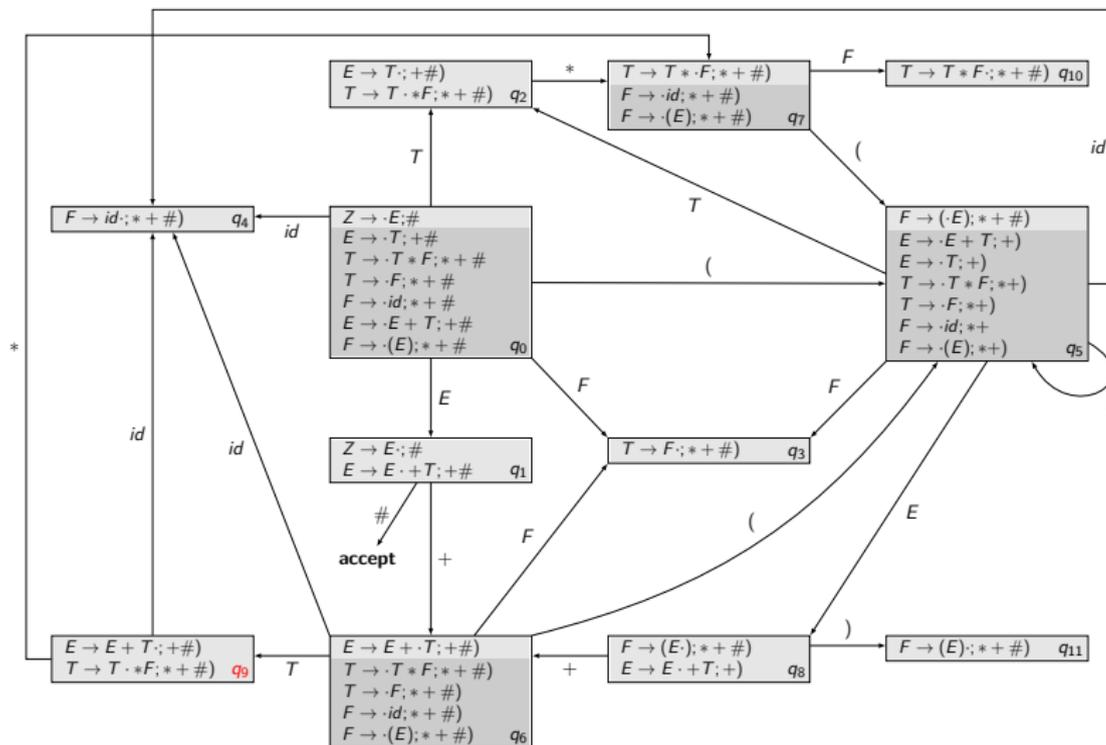 E → T·; +#)
T → T · *F; * + #) q2
*
T → T * ·F; * + #)
F → ·id; * + #)
F → ·(E); * + #) q7
F
T → T * F·; * + #) q10
(
id
T
T
F → id·; * + #) q4
id
Z → ·E; #
E → ·T; +#
T → ·T * F; * + #
T → ·F; * + #
F → ·id; * + #
E → ·E + T; +#
F → ·(E); * + # q0
(
F → (·E); * + #)
E → ·E + T; +)
E → ·T; +)
T → ·T * F; *+)
T → ·F; *+)
F → ·id; *+
F → ·(E); *+) q5
*
E
F
F
id
id
Z → E·; #
E → E · +T; +# q1
T → F·; * + #) q3
#
accept
+
F
(
E
E → E + T·; +#)
T → T · *F; * + #) q9
T
E → E + ·T; +#)
T → ·T * F; * + #)
T → ·F; * + #)
F → ·id; * + #)
F → ·(E); * + #) q6
+
F → (E·); * + #)
E → E · +T; +) q8
)
F → (E)·; * + #) q11